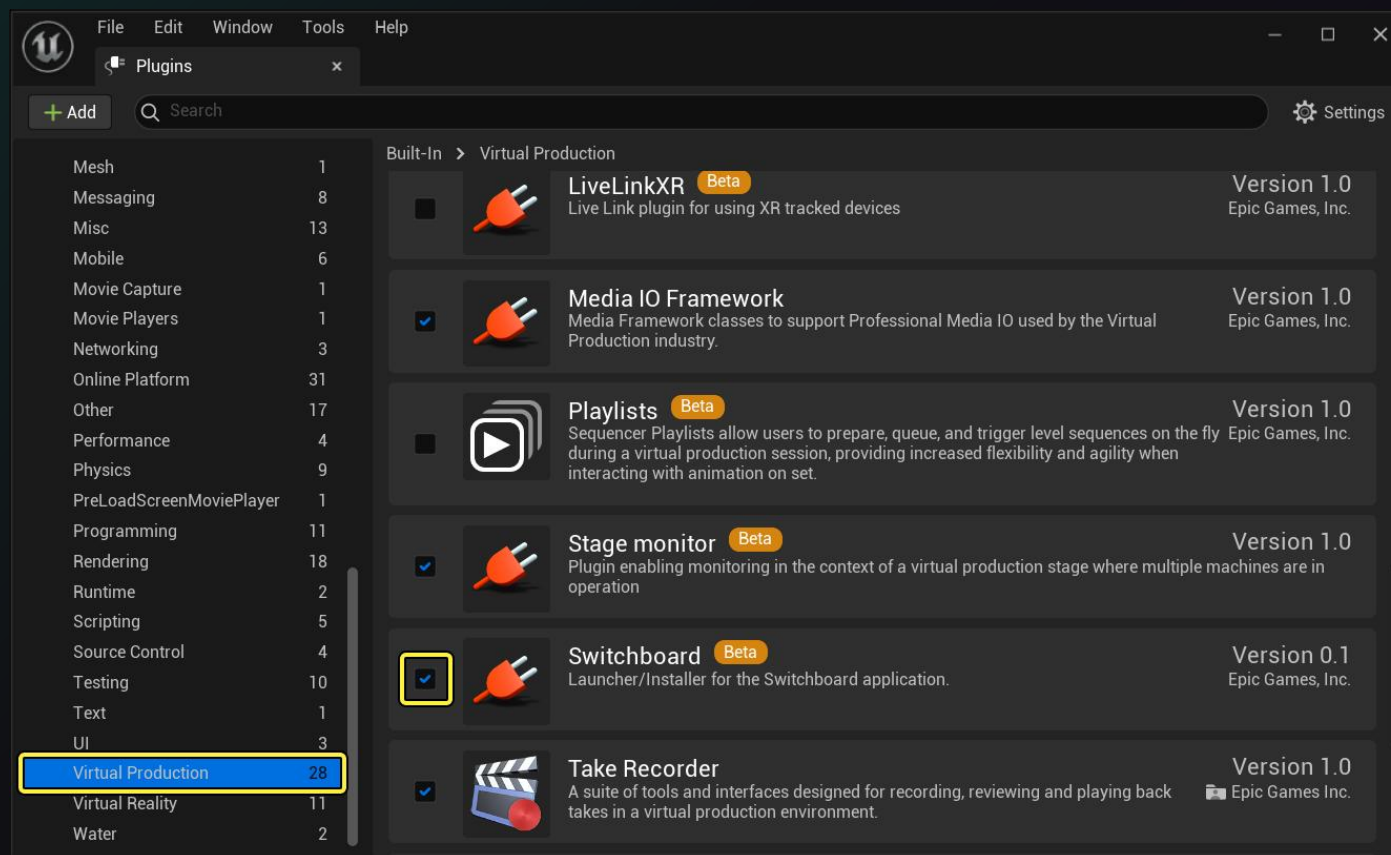 File Edit Window Tools Help
Plugins
Add
Search
Settings
Mesh 1
Messaging 8
Misc 13
Mobile 6
Movie Capture 1
Movie Players 1
Networking 3
Online Platform 31
Other 17
Performance 4
Physics 9
PreLoadScreenMoviePlayer 1
Programming 11
Rendering 18
Runtime 2
Scripting 5
Source Control 4
Testing 10
Text 1
UI 3
Virtual Production 28
Virtual Reality 11
Water 2
Built-In > Virtual Production
LiveLinkXR Beta Version 1.0
Live Link plugin for using XR tracked devices Epic Games, Inc.
Media IO Framework Version 1.0
Media Framework classes to support Professional Media IO used by the Virtual Epic Games, Inc.
Production industry.
Playlists Beta Version 1.0
Sequencer Playlists allow users to prepare, queue, and trigger level sequences on the fly Epic Games, Inc.
during a virtual production session, providing increased flexibility and agility when
interacting with animation on set.
Stage monitor Beta Version 1.0
Plugin enabling monitoring in the context of a virtual production stage where multiple machines are in
operation
Switchboard Beta Version 0.1
Launcher/Installer for the Switchboard application. Epic Games, Inc.
Take Recorder Version 1.0
A suite of tools and interfaces designed for recording, reviewing and playing back Epic Games Inc.
takes in a virtual production environment.